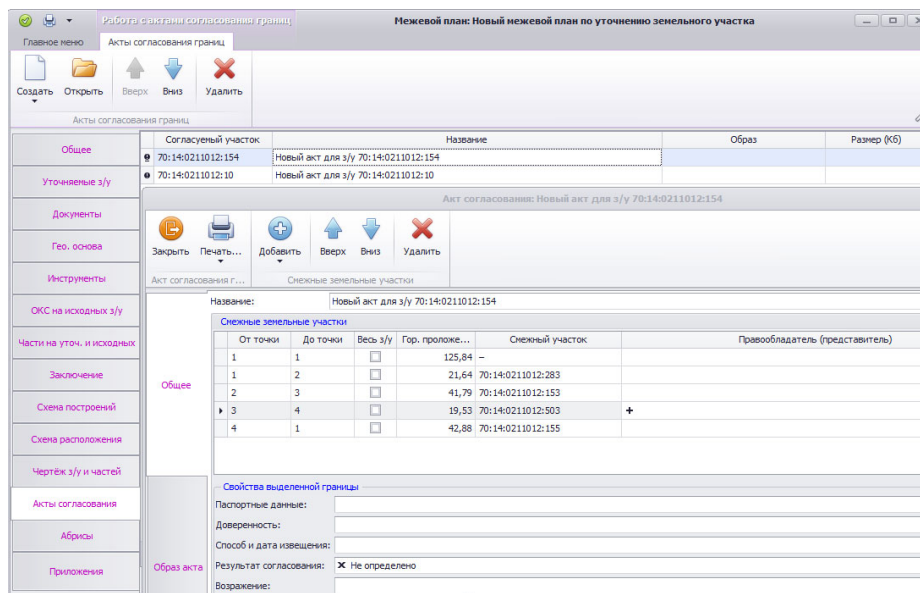 Работа с актами согласования границ
Межевой план: Новый межевой план по уточнению земельного участка
Главное меню Акты согласования границ
Создать Открыть Вверх Вниз Удалить
Акты согласования границ
Согласуеный участок Название Образ Размер (Кб)
70:14:0211012:154 Новый акт для з/у 70:14:0211012:154
70:14:0211012:10 Новый акт для з/у 70:14:0211012:10
Общее
Уточняемые з/у
Документы
Гео. основа
Инструменты
ОКС на исходных з/у
Части на уточ. и исходных
Заключение
Схема построений
Схема расположения
Чертёж з/у и частей
Акты согласования
Абрисы
Приложения
Акт согласования: Новый акт для з/у 70:14:0211012:154
Закрыть Печать... Добавить Вверх Вниз Удалить
Акт согласования г... Смежные земельные участки
Общее
Образ акта
Название: Новый акт для з/у 70:14:0211012:154
Смежные земельные участки
От точки До точки Весь з/у Гор. проложе... Смежный участок Правообладатель (представитель)
1 1 125,84 –
1 2 21,64 70:14:0211012:283
2 3 41,79 70:14:0211012:153
3 4 19,53 70:14:0211012:503 +
4 1 42,88 70:14:0211012:155
Свойства выделенной границы
Паспортные данные:
Доверенность:
Способ и дата извещения:
Результат согласования: Не определено
Возражение: